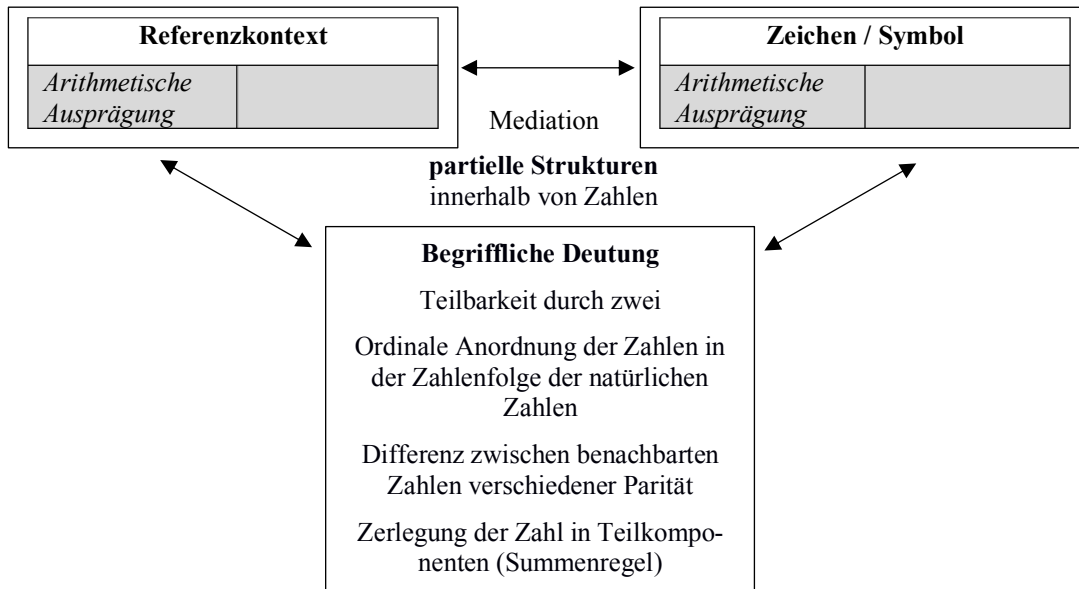 Referenzkontext
Arithmetische
Ausprägung
Zeichen / Symbol
Arithmetische
Ausprägung
Mediation
partielle Strukturen
innerhalb von Zahlen
Begriffliche Deutung
Teilbarkeit durch zwei
Ordinale Anordnung der Zahlen in
der Zahlenfolge der natürlichen
Zahlen
Differenz zwischen benachbarten
Zahlen verschiedener Parität
Zerlegung der Zahl in Teilkompo-
nenten (Summenregel)